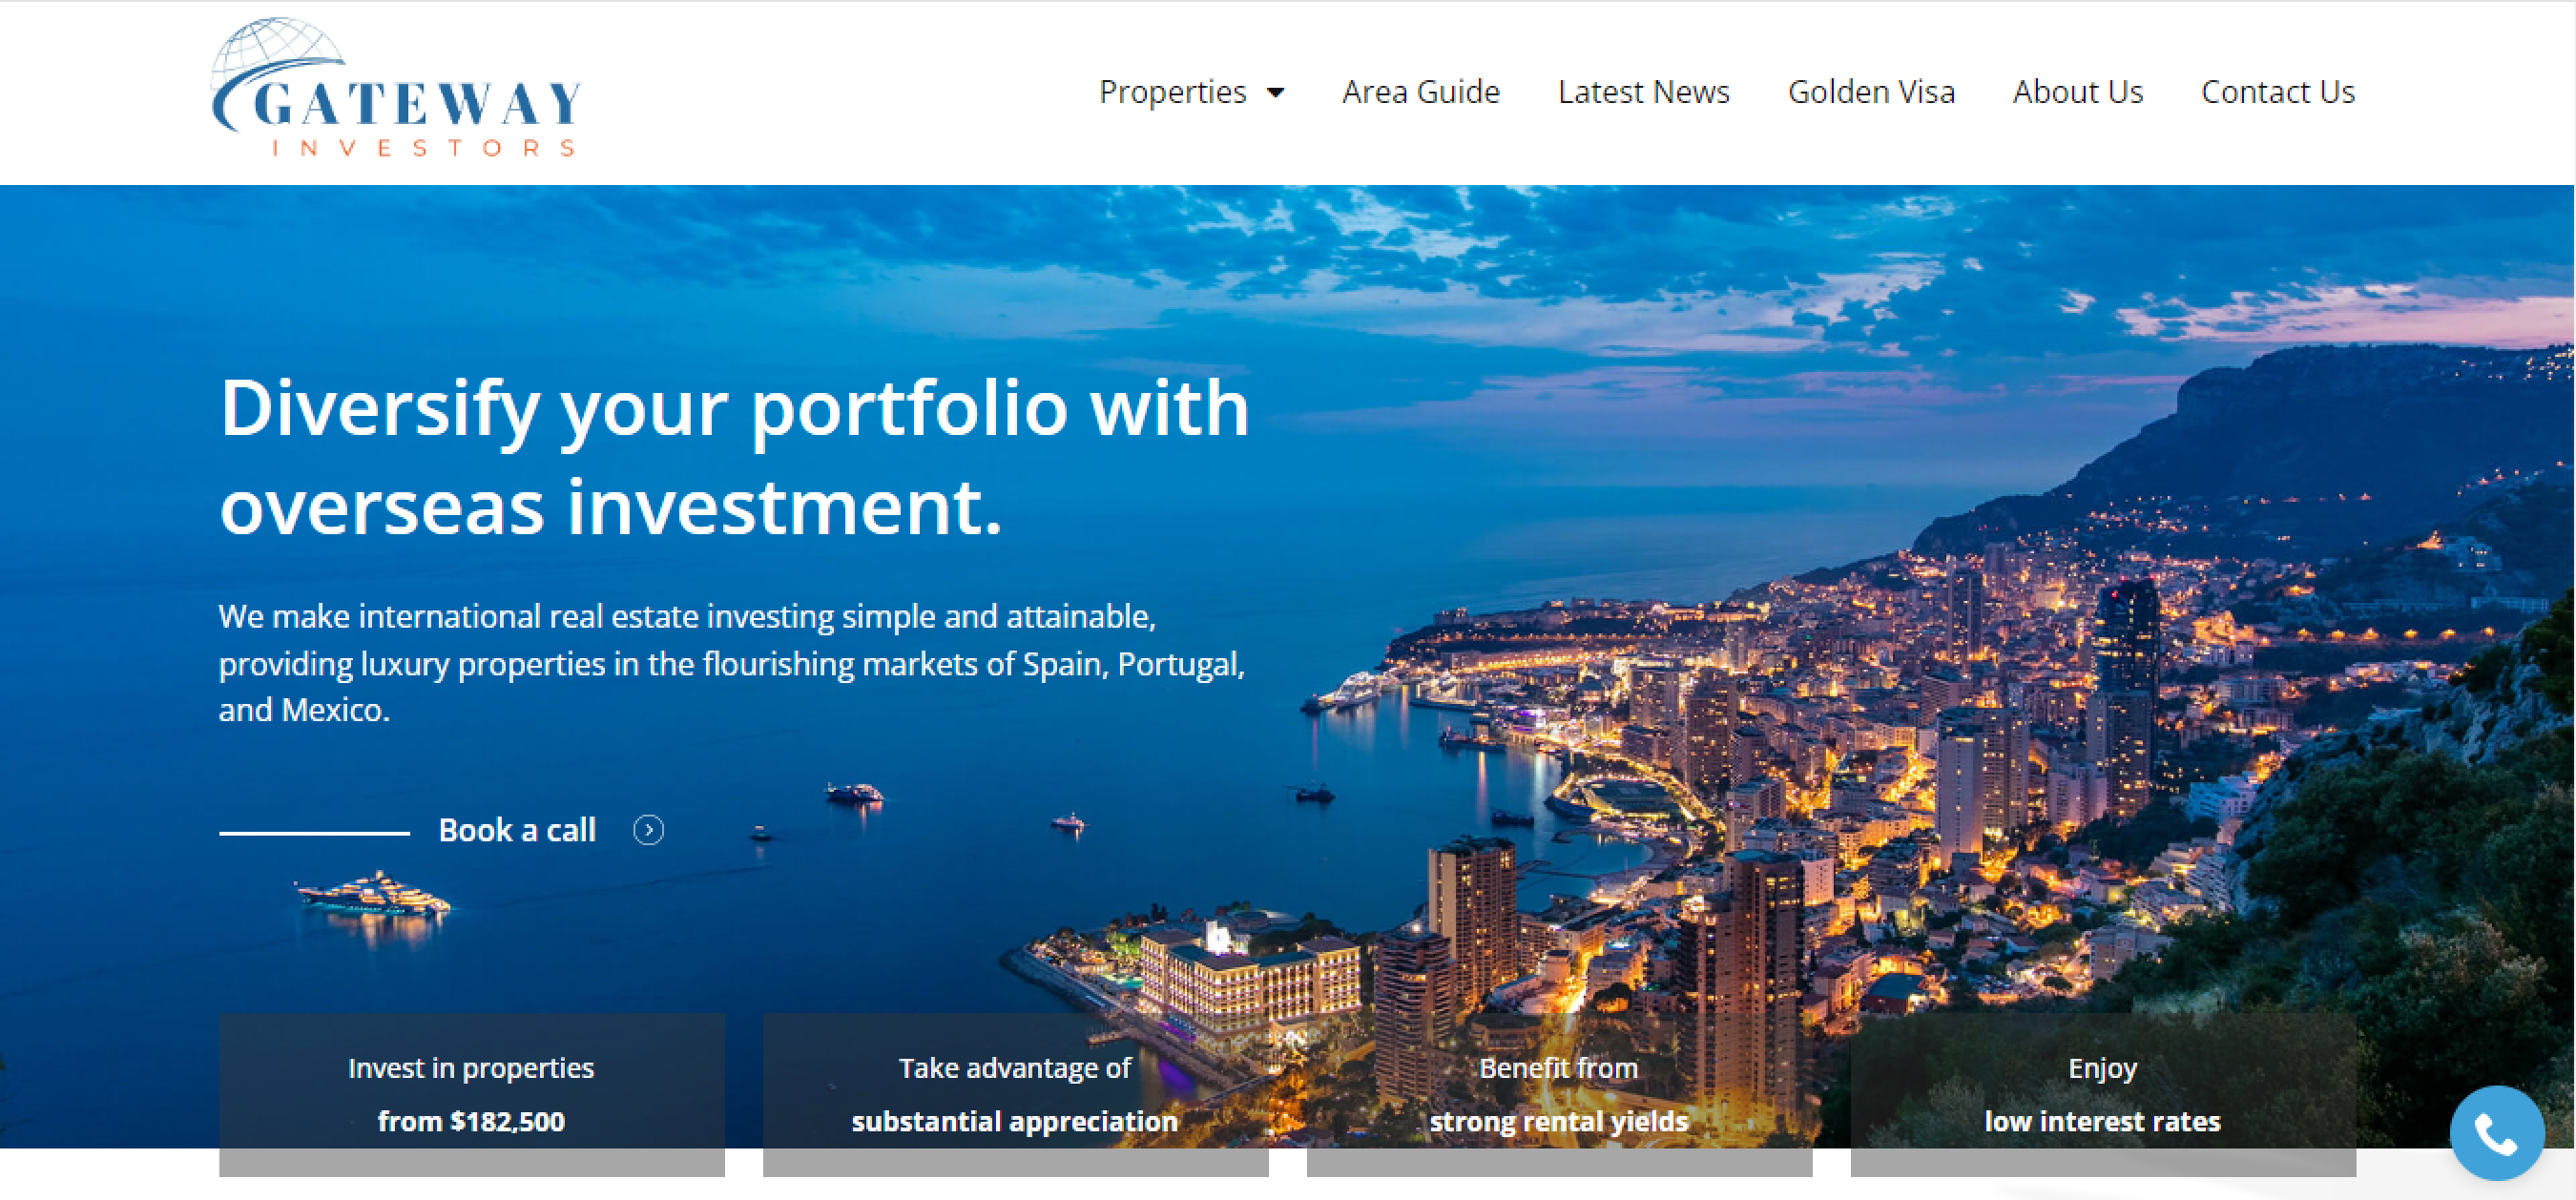 GATEWAY
INVESTORS
Properties Area Guide Latest News Golden Visa About Us Contact Us
Diversify your portfolio with
overseas investment.
We make international real estate investing simple and attainable,
providing luxury properties in the flourishing markets of Spain, Portugal,
and Mexico.
Book a call
Invest in properties
from $182,500
Take advantage of
substantial appreciation
Benefit from
strong rental yields
Enjoy
low interest rates